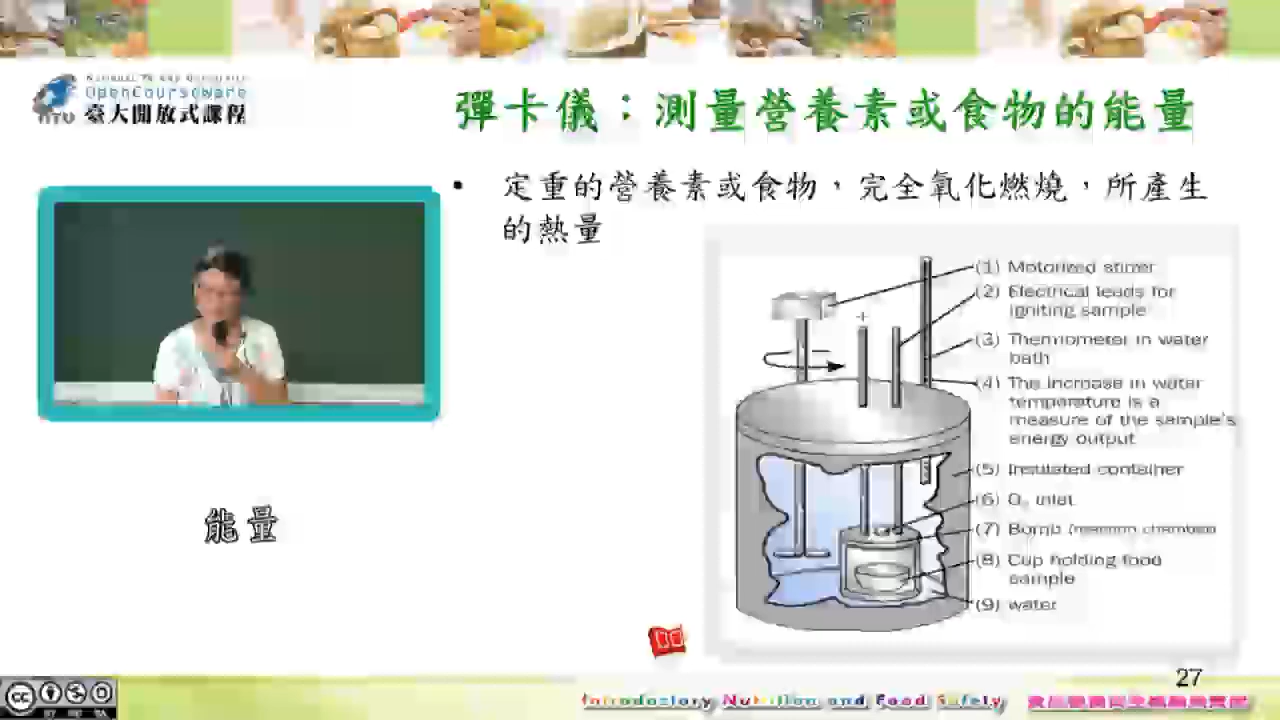 OpenCourseWare
臺大開放式課程
彈卡儀：測量營養素或食物的能量
• 定重的營養素或食物，完全氧化燃燒，所產生
的熱量
(1) Motorized stirrer
(2) Electrical leads for
igniting sample
(3) Thermometer in water
bath
(4) The increase in water
temperature is a
measure of the sample's
energy output
(5) Insulated container
(6) O₂ inlet
(7) Bomb (reaction chamber)
(8) Cup holding food
sample
(9) water
+
能量
27
Introductory Nutrition and Food Safety